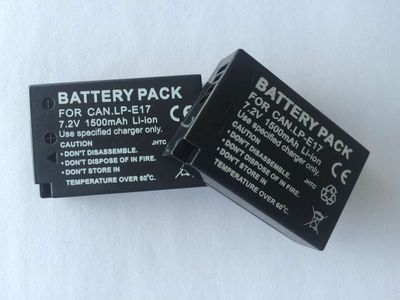 BATTERY PACK
FOR CAN.LP-E17
7.2V 1500mAH LI-ion
Use specified charger only.
CAUTION JHTC
.DON'T DISASSEMBLE.
.DON'T DISPOSE OF IN FIRE.
.DON'T STORE IN
TEMPERATURE OVER 60°C.
BATTERY PACK
FOR CAN.LP-E17
7.2V 1500mAH LI-ion
Use specified charger only.
CAUTION JHTC
.DON'T DISASSEMBLE.
.DON'T DISPOSE OF IN FIRE.
.DON'T STORE IN
TEMPERATURE OVER 60°C.